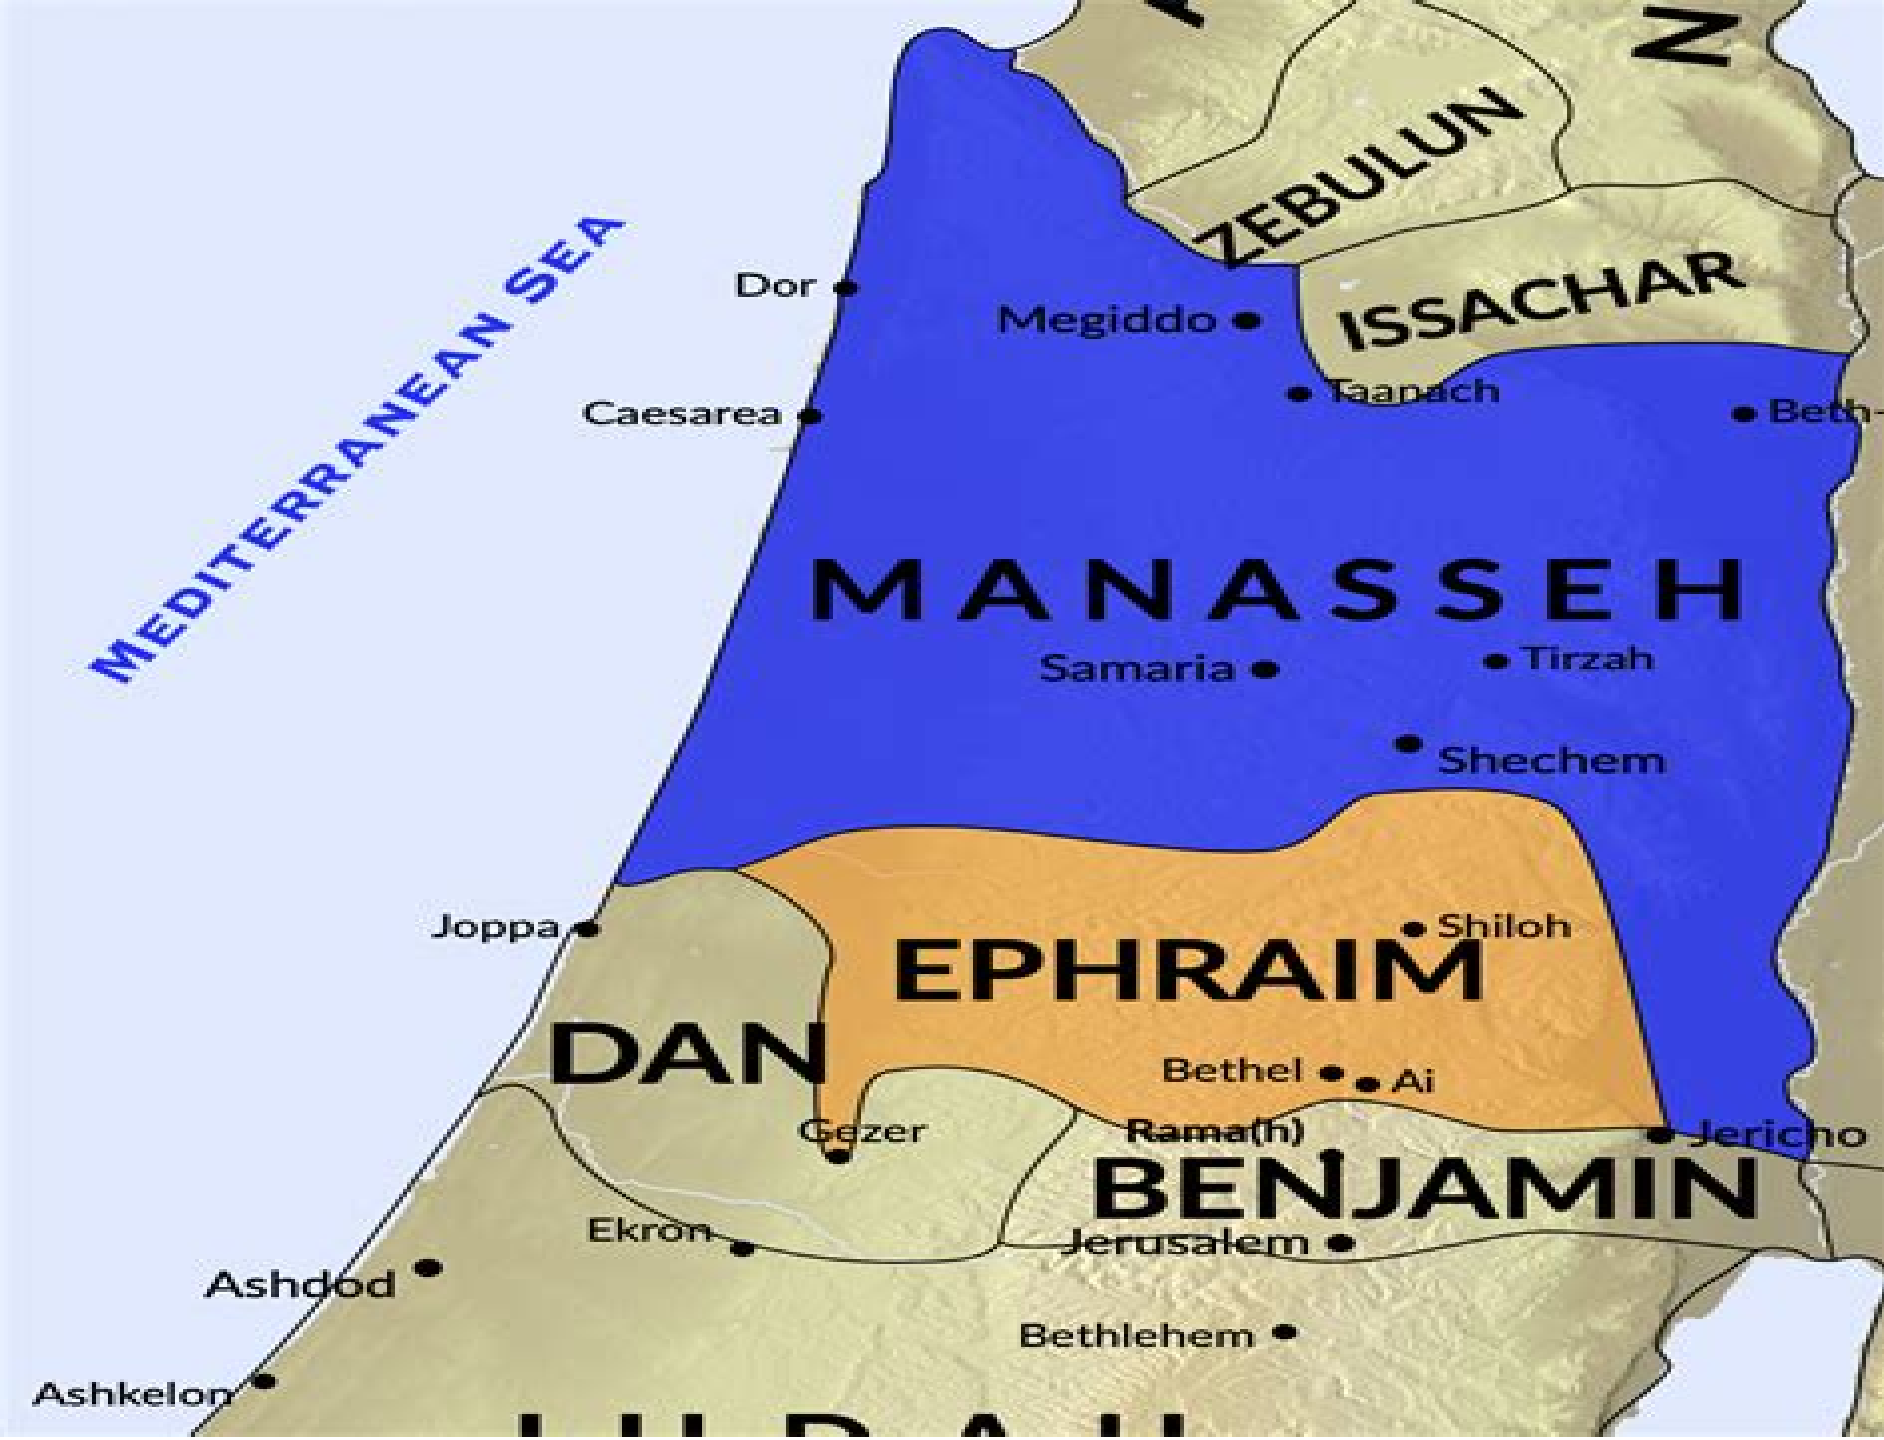 N
ZEBULUN
MEDITERRANEAN SEA
ISSACHAR
Dor
Megiddo
Taanach
Caesarea
Beth-
MANASSEH
Samaria
Tirzah
Shechem
Joppa
Shiloh
EPHRAIM
DAN
Bethel
Ai
Gezer
Rama(h)
Jericho
BENJAMIN
Ekron
Jerusalem
Ashdod
Bethlehem
Ashkelon